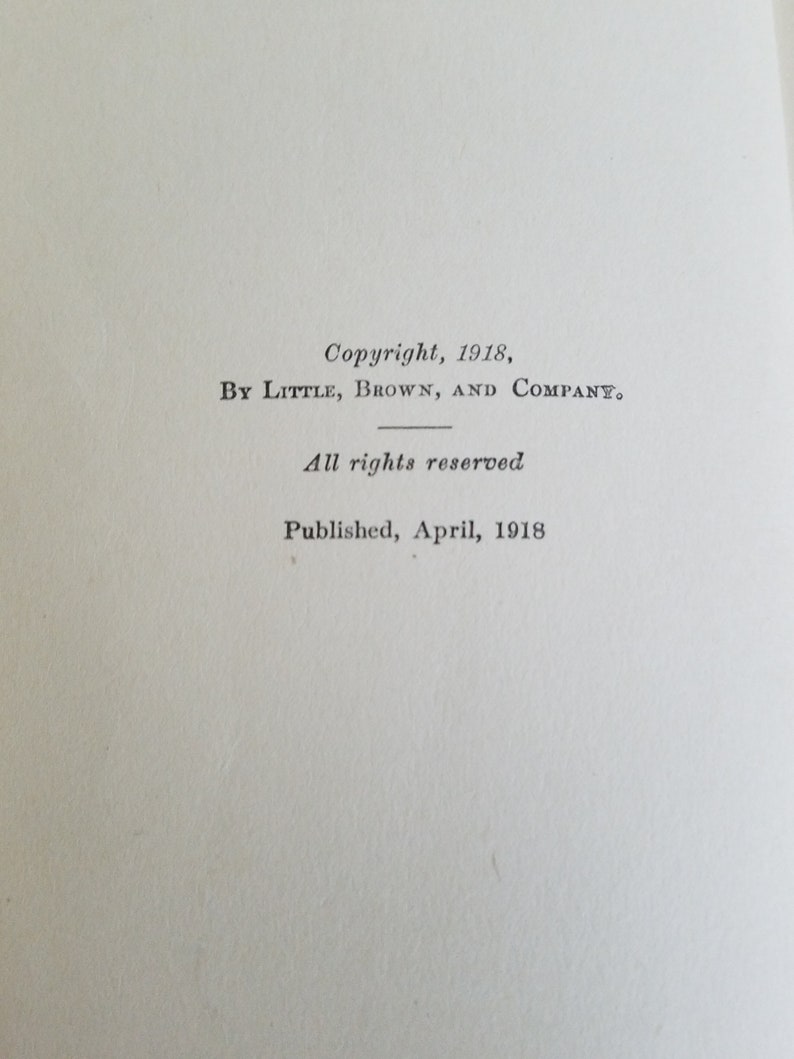 Copyright, 1918,
By Little, Brown, and Company.
All rights reserved
Published, April, 1918